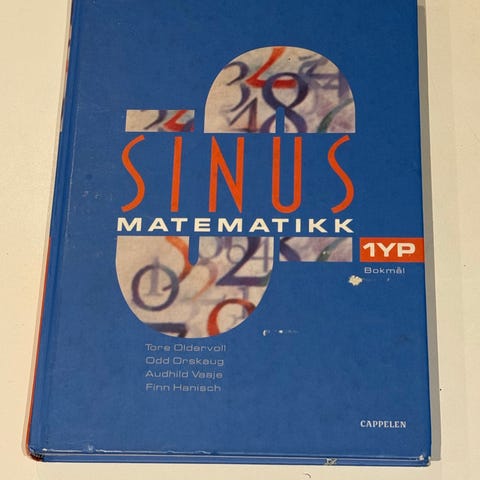 SINUS
MATEMATIKK
1YP
Bokmål
Tore Oldervoll
Odd Orskaug
Audhild Vaaje
Finn Hanisch
CAPPELEN